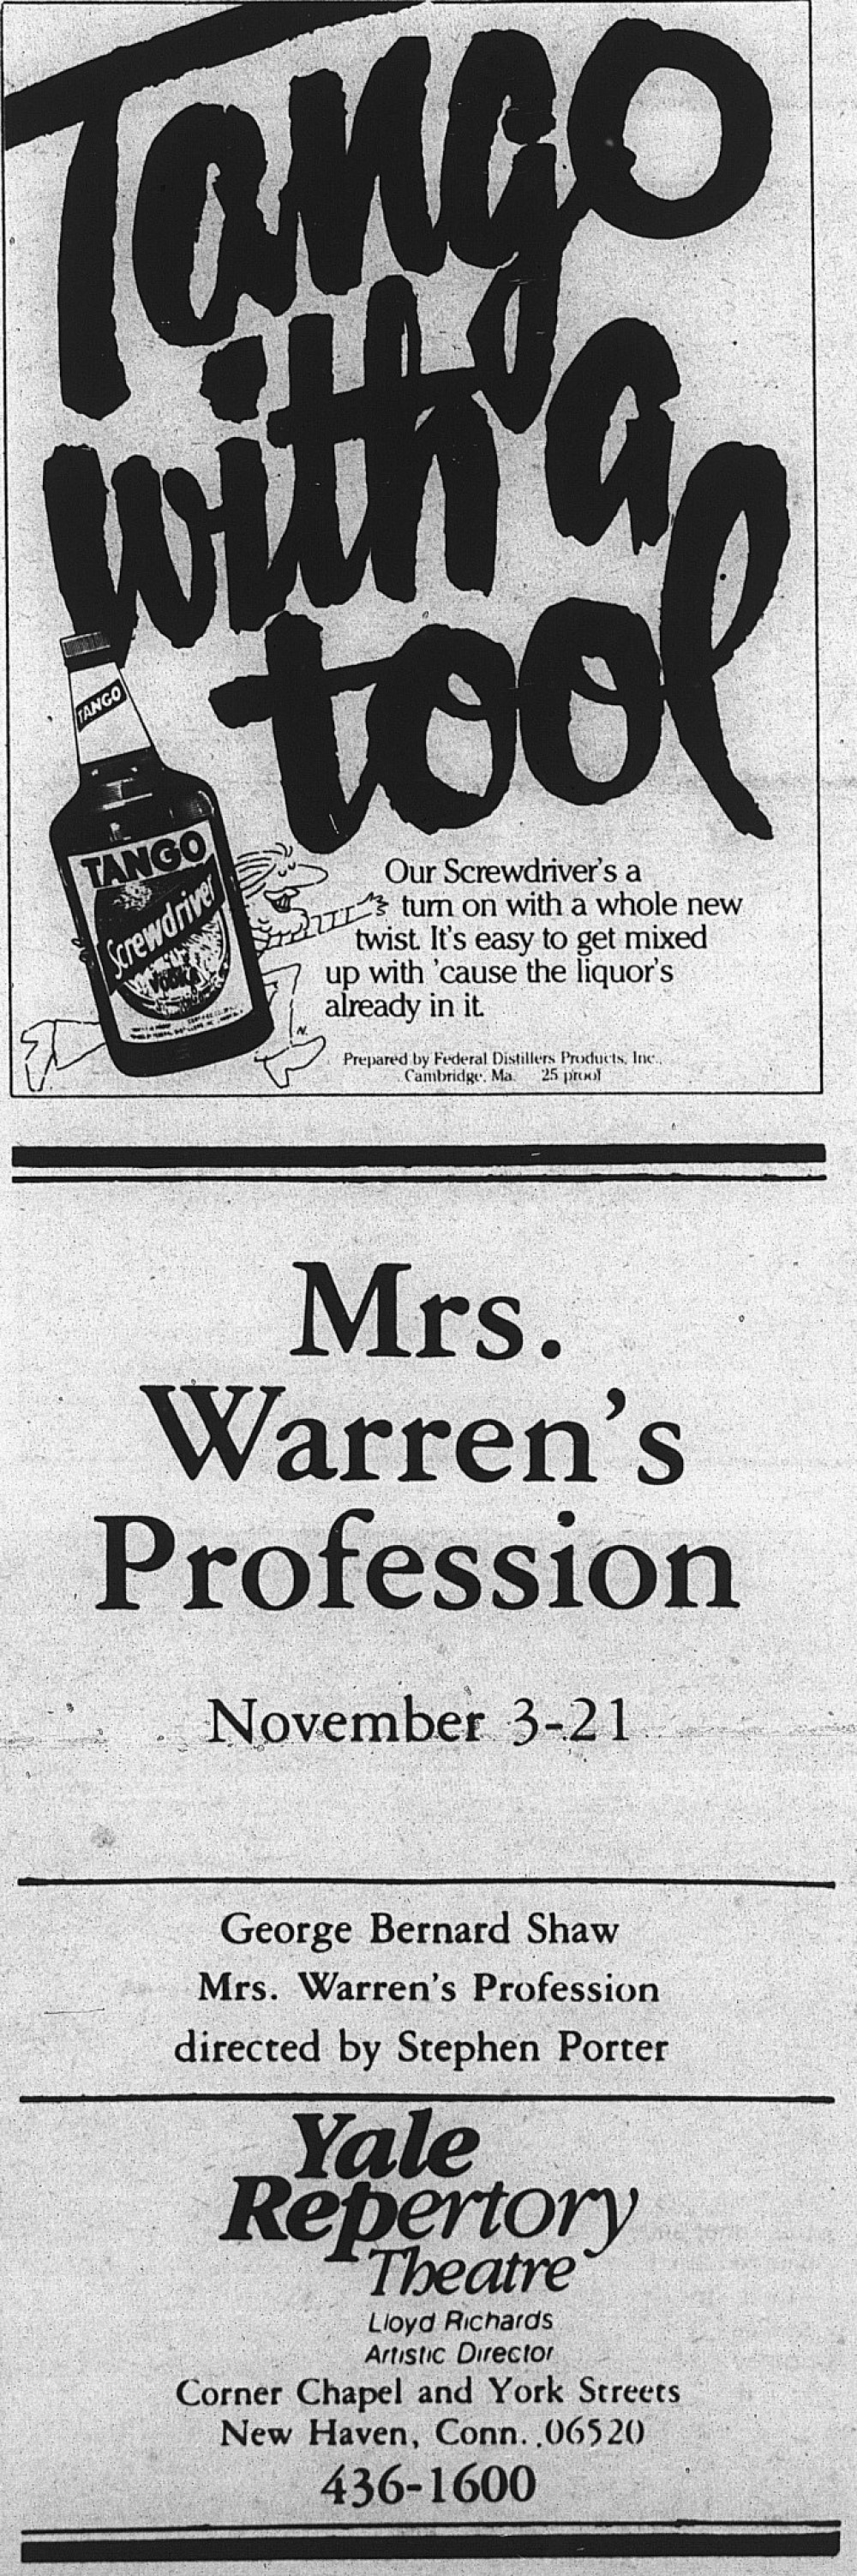 Tango
with a
tool
TANGO
TANGO
Screwdriver
VODKA
Our Screwdriver's a
turn on with a whole new
twist. It's easy to get mixed
up with 'cause the liquor's
already in it.
N.
Prepared by Federal Distillers Products, Inc.,
Cambridge, Ma. 25 proof
Mrs.
Warren's
Profession
November 3-21
George Bernard Shaw
Mrs. Warren's Profession
directed by Stephen Porter
Yale
Repertory
Theatre
Lloyd Richards
Artistic Director
Corner Chapel and York Streets
New Haven, Conn. 06520
436-1600